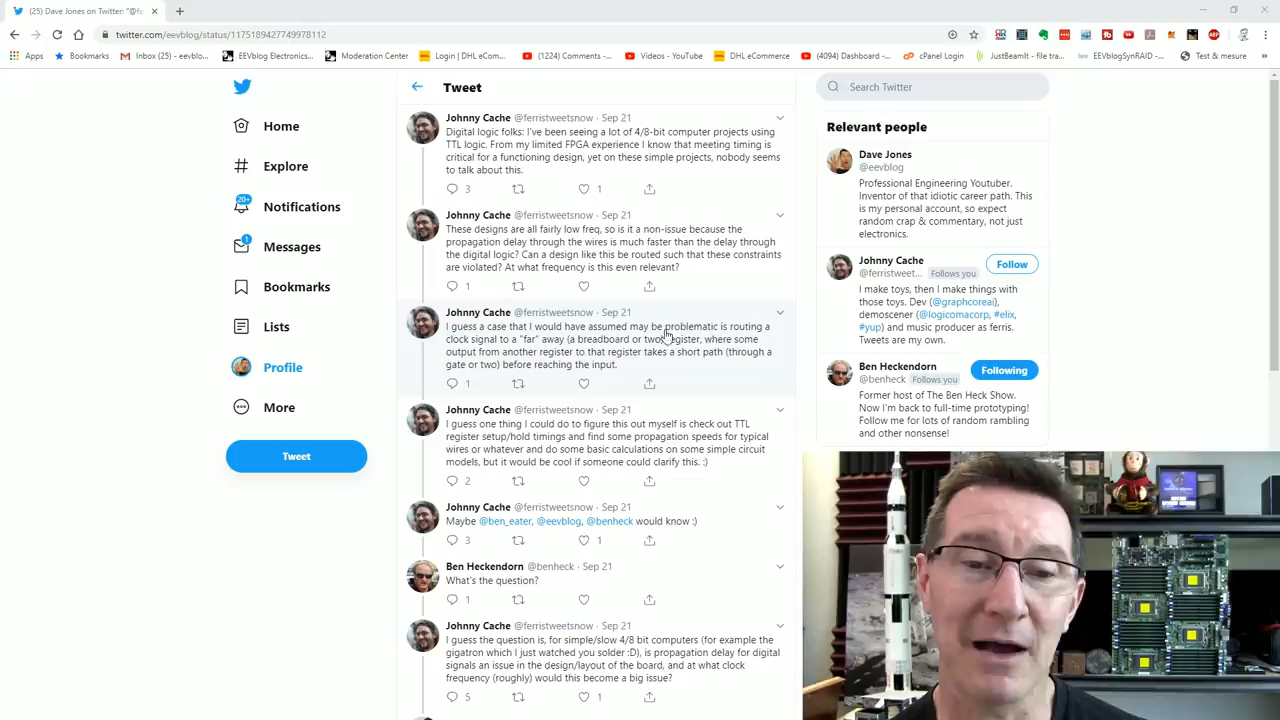 (25) Dave Jones on Twitter: "@fe
twitter.com/eevblog/status/1175189427749978112
Apps
Bookmarks
Inbox (25) - eevblo...
EEVblog Electronics...
Moderation Center
Login | DHL eCom...
(1224) Comments...
Videos - YouTube
DHL eCommerce
(4094) Dashboard -...
cPanel Login
JustBeamIt - file tra...
EEVblogSynRAID -...
Test & mesure
Home
Explore
20+
Notifications
Messages
Bookmarks
Lists
Profile
More
Tweet
Tweet
Johnny Cache @ferristweetsnow · Sep 21
Digital logic folks: I've been seeing a lot of 4/8-bit computer projects using
TTL logic. From my limited FPGA experience I know that meeting timing is
critical for a functioning design, yet on these simple projects, nobody seems
to talk about this.
3 1
Johnny Cache @ferristweetsnow · Sep 21
These designs are all fairly low freq, so is it a non-issue because the
propagation delay through the wires is much faster than the delay through
the digital logic? Can a design like this be routed such that these constraints
are violated? At what frequency is this even relevant?
1
Johnny Cache @ferristweetsnow · Sep 21
I guess a case that I would have assumed may be problematic is routing a
clock signal to a "far" away (a breadboard or two) register, where some
output from another register to that register takes a short path (through a
gate or two) before reaching the input.
1
Johnny Cache @ferristweetsnow · Sep 21
I guess one thing I could do to figure this out myself is check out TTL
register setup/hold timings and find some propagation speeds for typical
wires or whatever and do some basic calculations on some simple circuit
models, but it would be cool if someone could clarify this. :)
2
Johnny Cache @ferristweetsnow · Sep 21
Maybe @ben_eater, @eevblog, @benheck would know :)
3 1
Ben Heckendorn @benheck · Sep 21
What's the question?
1
Johnny Cache @ferristweetsnow · Sep 21
I guess the question is, for simple/slow 4/8 bit computers (for example the
gigatron which I just watched you solder :D), is propagation delay for digital
signals an issue in the design/layout of the board, and at what clock
frequency (roughly) would this become a big issue?
5 1
Search Twitter
Relevant people
Dave Jones
@eevblog
Professional Engineering Youtuber.
Inventor of that idiotic career path. This
is my personal account, so expect
random crap & commentary, not just
electronics.
Johnny Cache
@ferristweet... Follows you
Follow
I make toys, then I make things with
those toys. Dev (@graphcoreai),
demoscener (@logicomacorp, #elix,
#yup) and music producer as ferris.
Tweets are my own.
Ben Heckendorn
@benheck Follows you
Following
Former host of The Ben Heck Show.
Now I'm back to full-time prototyping!
Follow me for lots of random rambling
and other nonsense!